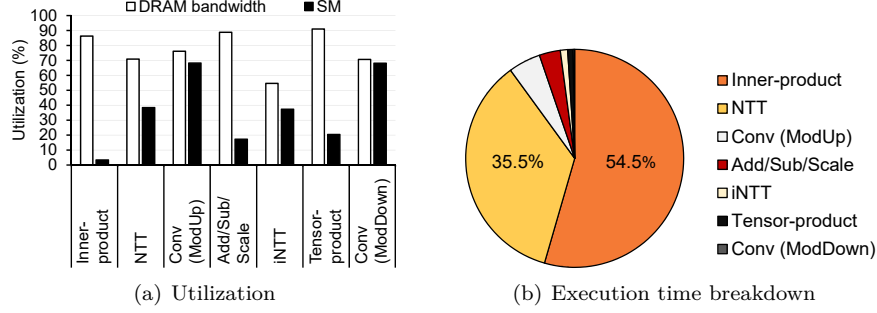 DRAM bandwidth
SM
Utilization (%)
100
90
80
70
60
50
40
30
20
10
0
Inner-
product
NTT
Conv
(ModUp)
Add/Sub/
Scale
iNTT
Tensor-
product
Conv
(ModDown)
(a) Utilization
35.5%
54.5%
Inner-product
NTT
Conv (ModUp)
Add/Sub/Scale
iNTT
Tensor-product
Conv (ModDown)
(b) Execution time breakdown